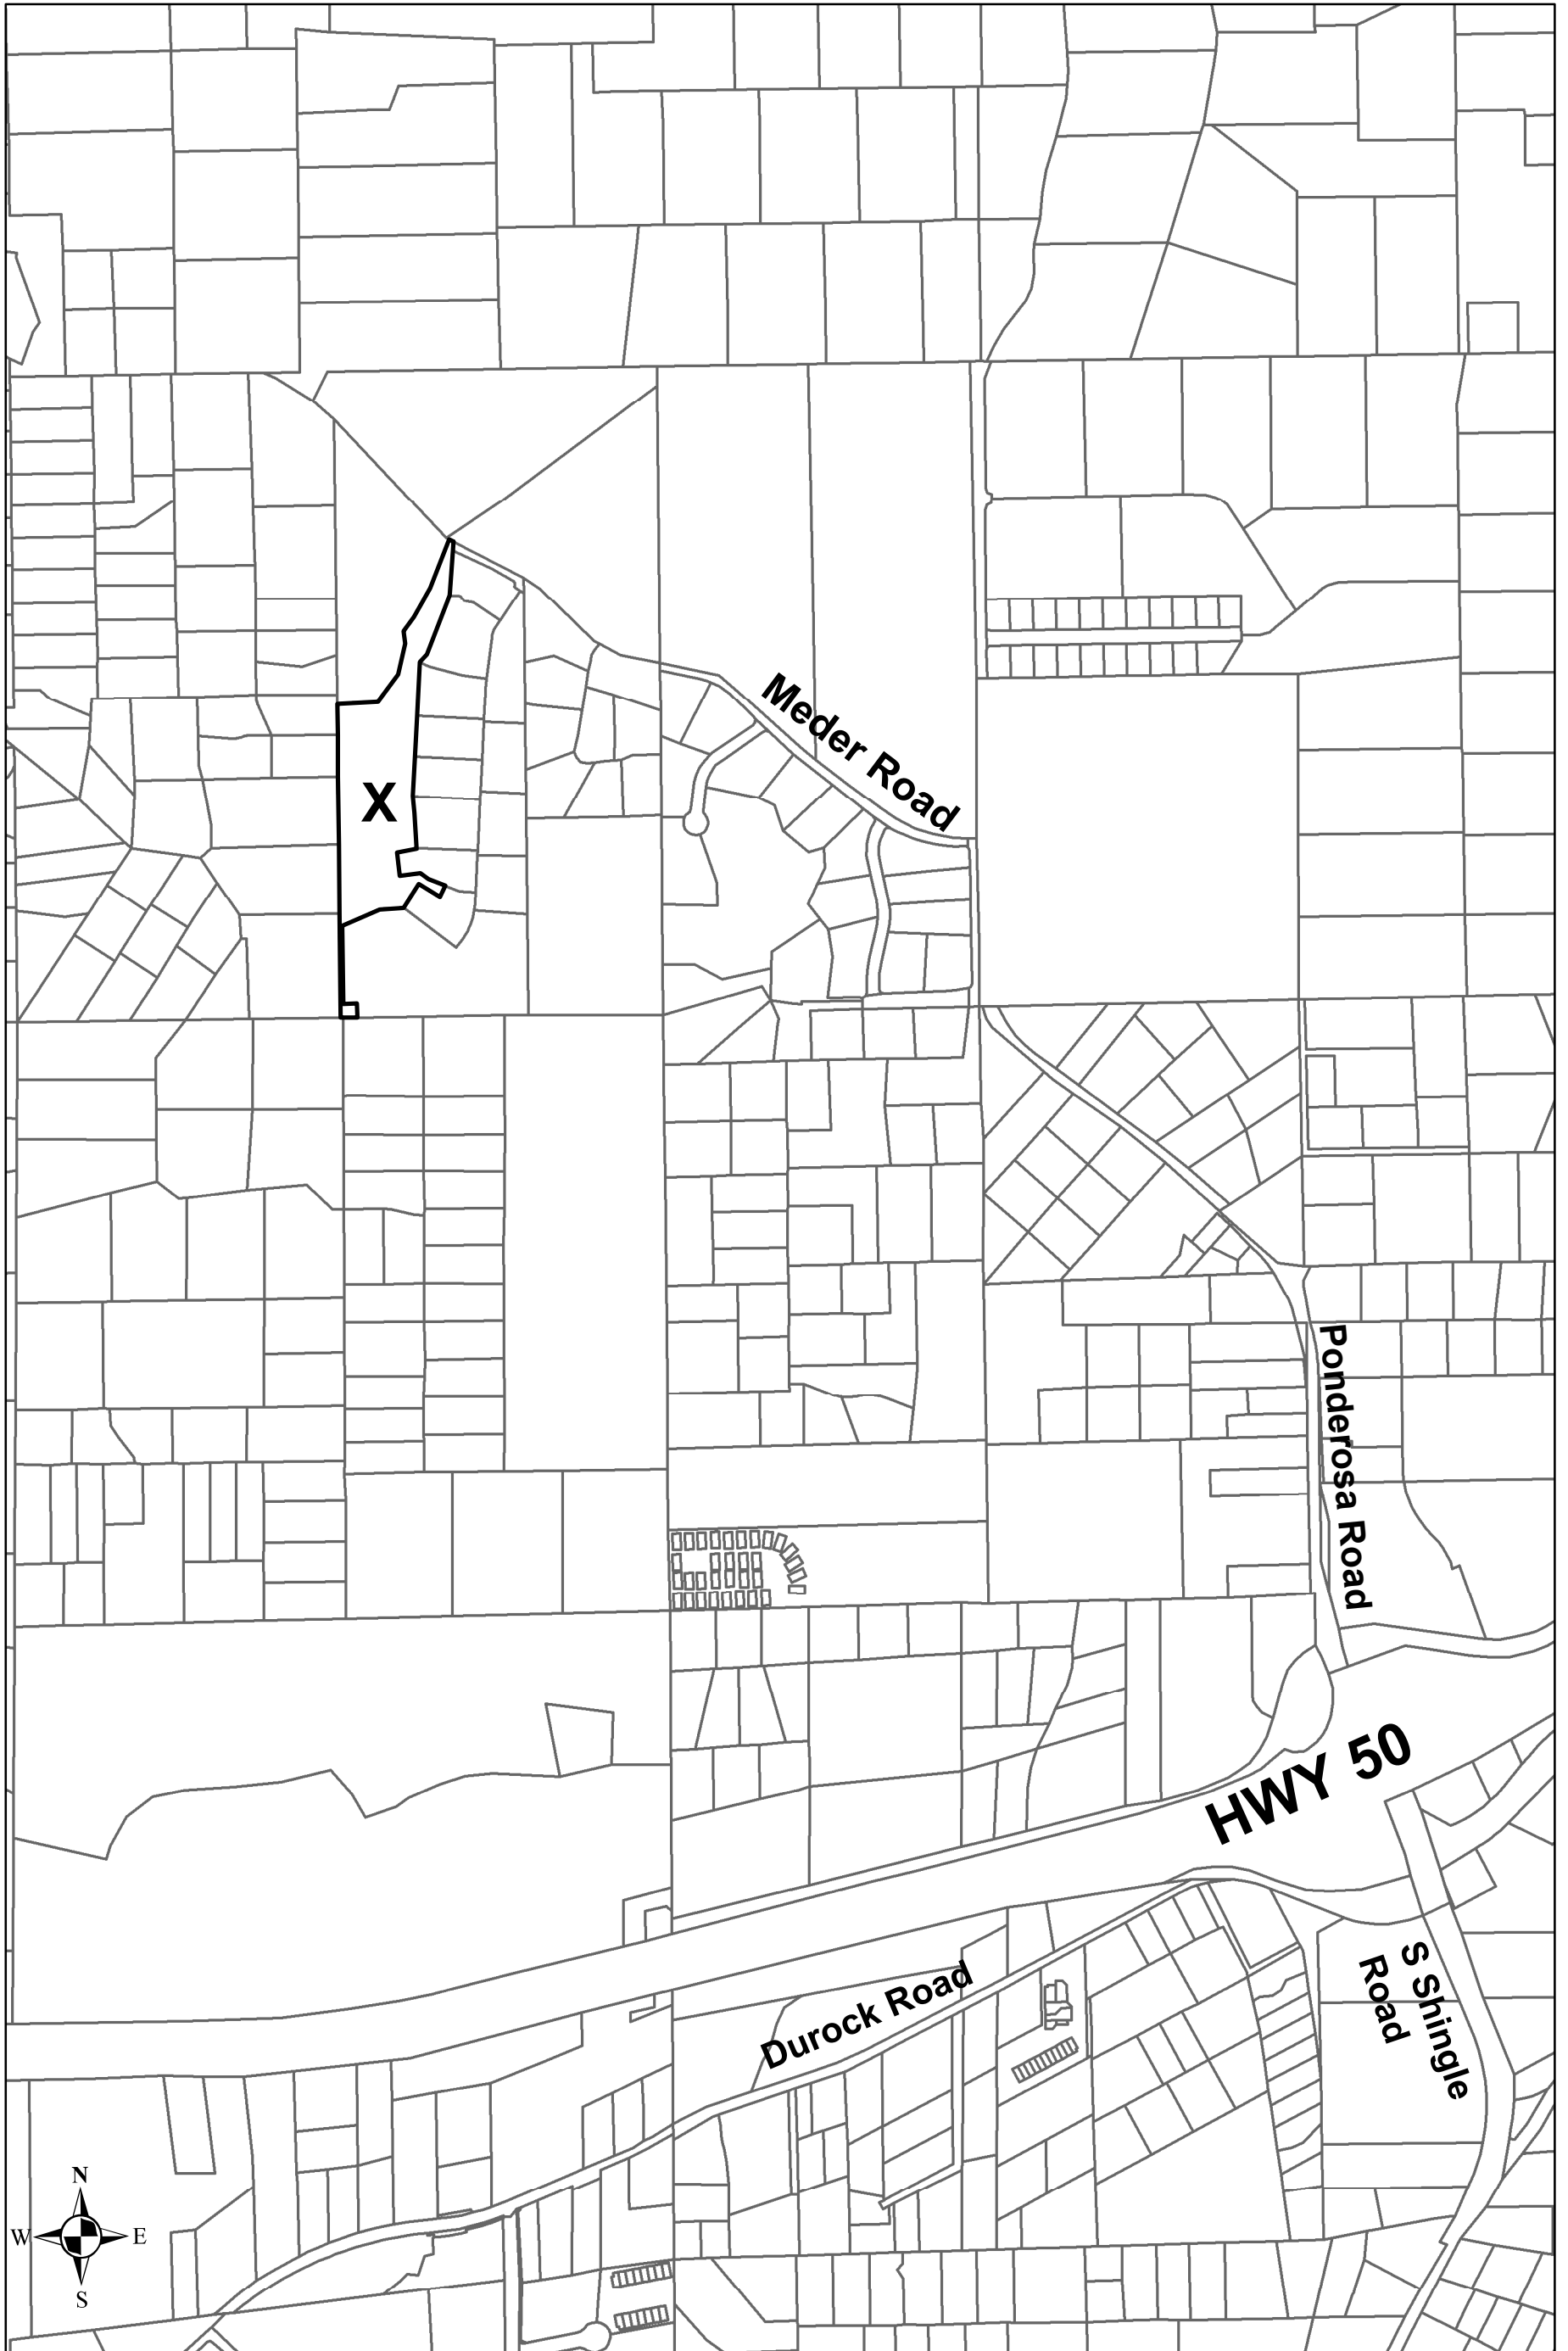 Meder Road
X
Ponderosa Road
HWY 50
Durock Road
S Shingle
Road
N
W E
S